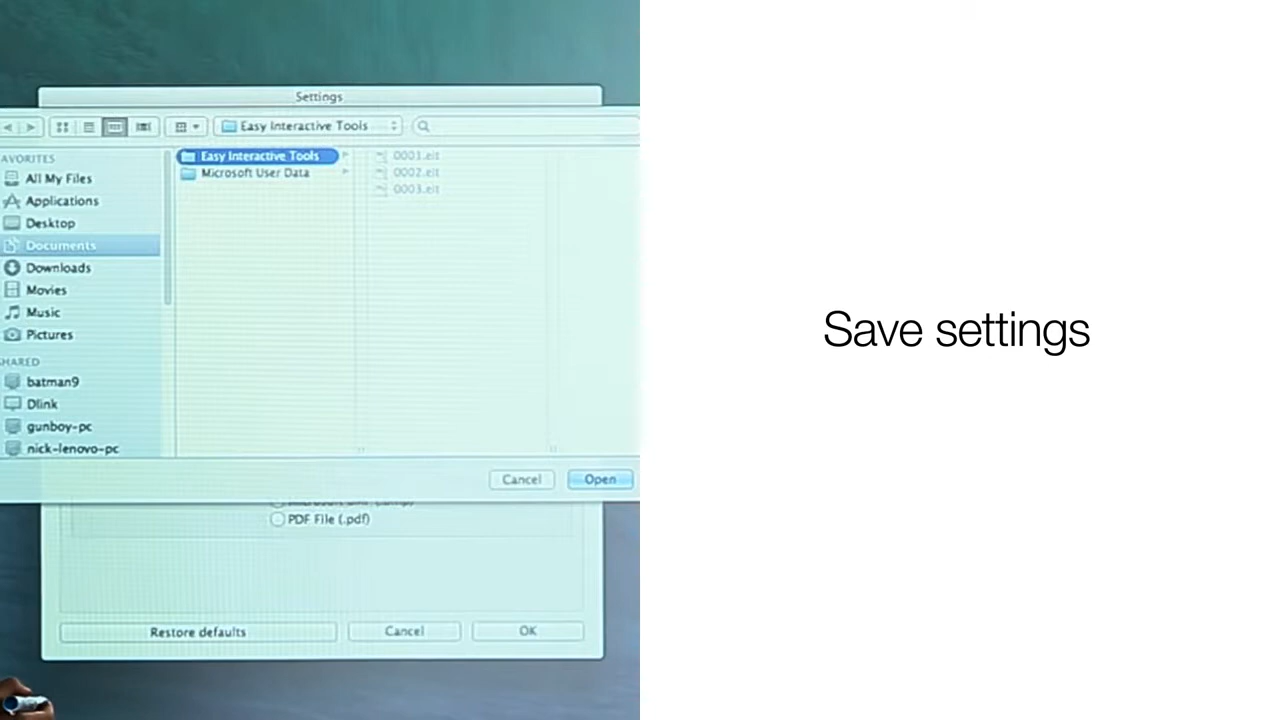 Settings
Easy Interactive Tools
AVORITES
All My Files
Applications
Desktop
Documents
Downloads
Movies
Music
Pictures
HARED
batman9
Dlink
gunboy-pc
nick-lenovo-pc
Easy Interactive Tools
Microsoft User Data
0001.eit
0002.eit
0003.eit
Cancel
Open
PDF File (.pdf)
Restore defaults
Cancel
OK
Save settings